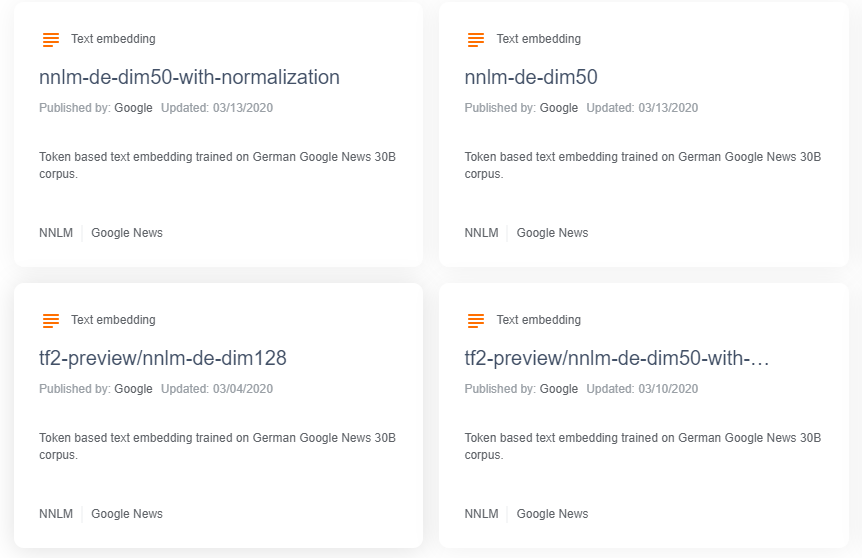 Text embedding
nnlm-de-dim50-with-normalization
Published by: Google Updated: 03/13/2020
Token based text embedding trained on German Google News 30B
corpus.
NNLM
Google News
Text embedding
nnlm-de-dim50
Published by: Google Updated: 03/13/2020
Token based text embedding trained on German Google News 30B
corpus.
NNLM
Google News
Text embedding
tf2-preview/nnlm-de-dim128
Published by: Google Updated: 03/04/2020
Token based text embedding trained on German Google News 30B
corpus.
NNLM
Google News
Text embedding
tf2-preview/nnlm-de-dim50-with-…
Published by: Google Updated: 03/10/2020
Token based text embedding trained on German Google News 30B
corpus.
NNLM
Google News